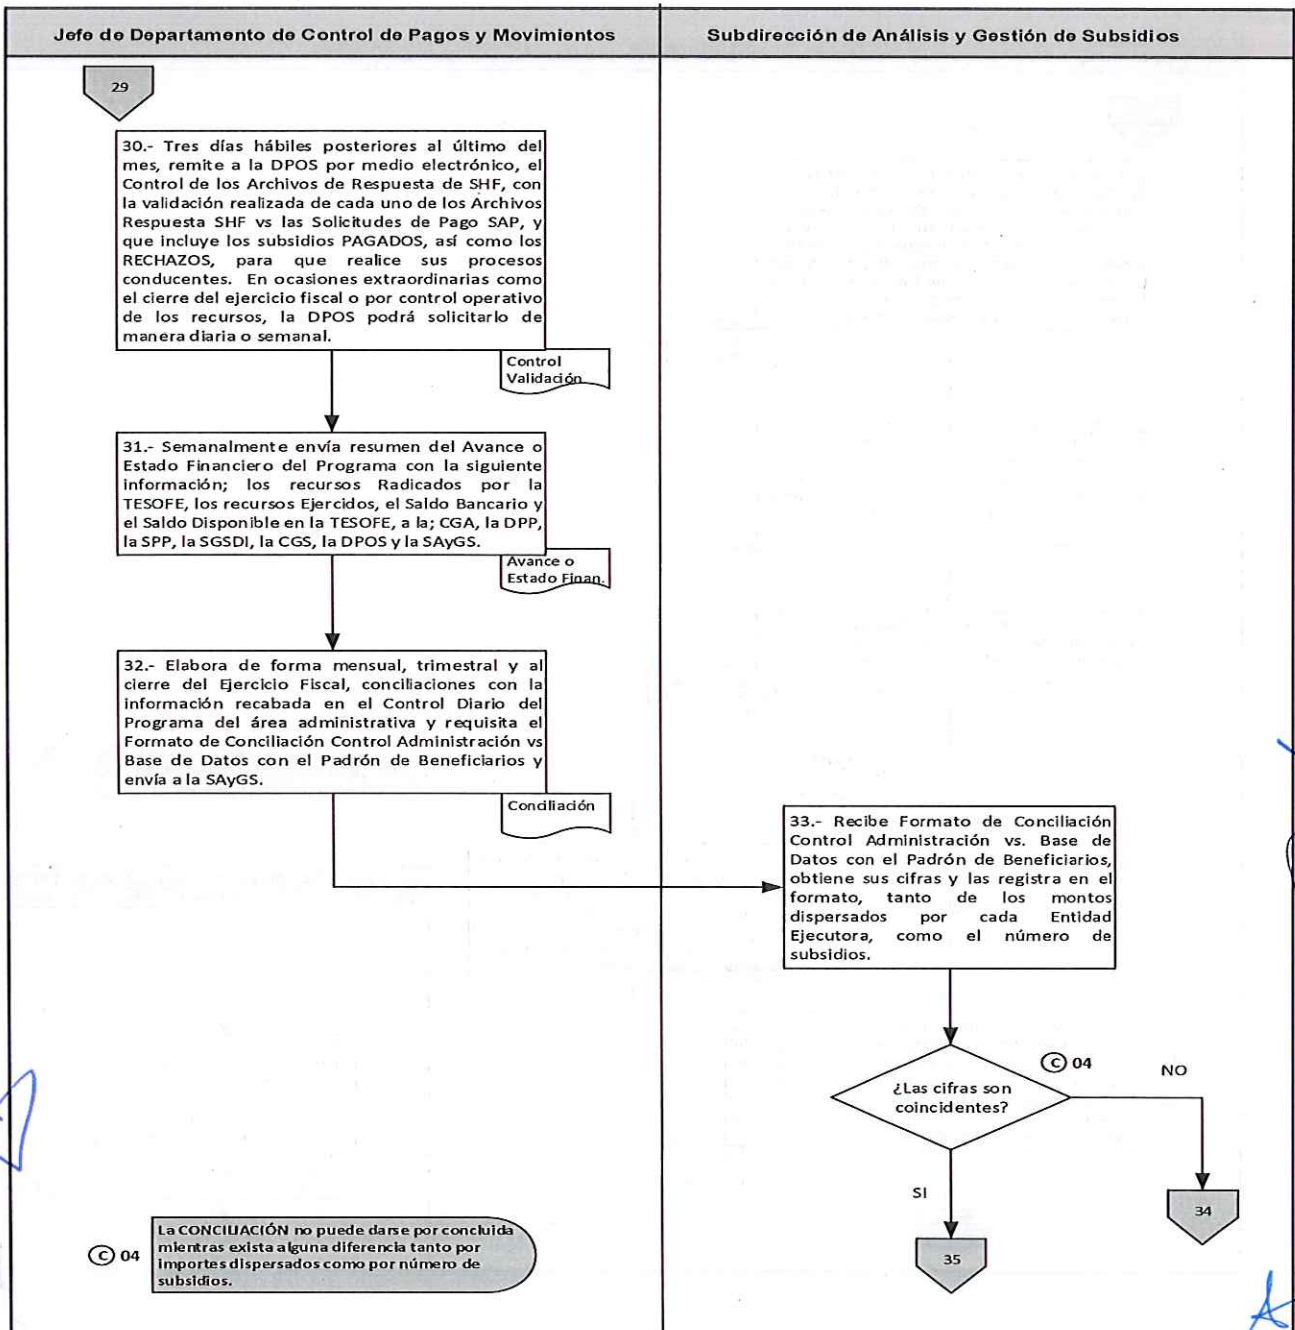 Jefe de Departamento de Control de Pagos y Movimientos
Subdirección de Análisis y Gestión de Subsidios
29
30.- Tres días hábiles posteriores al último del
mes, remite a la DPOS por medio electrónico, el
Control de los Archivos de Respuesta de SHF, con
la validación realizada de cada uno de los Archivos
Respuesta SHF vs las Solicitudes de Pago SAP, y
que incluye los subsidios PAGADOS, así como los
RECHAZOS, para que realice sus procesos
conducentes. En ocasiones extraordinarias como
el cierre del ejercicio fiscal o por control operativo
de los recursos, la DPOS podrá solicitarlo de
manera diaria o semanal.
Control
Validación
31.- Semanalmente envía resumen del Avance o
Estado Financiero del Programa con la siguiente
información; los recursos Radicados por la
TESOFE, los recursos Ejercidos, el Saldo Bancario y
el Saldo Disponible en la TESOFE, a la; CGA, la DPP,
la SPP, la SGSDI, la CGS, la DPOS y la SAyGS.
Avance o
Estado Finan.
32.- Elabora de forma mensual, trimestral y al
cierre del Ejercicio Fiscal, conciliaciones con la
información recabada en el Control Diario del
Programa del área administrativa y requisita el
Formato de Conciliación Control Administración vs
Base de Datos con el Padrón de Beneficiarios y
envía a la SAyGS.
Conciliación
33.- Recibe Formato de Conciliación
Control Administración vs. Base de
Datos con el Padrón de Beneficiarios,
obtiene sus cifras y las registra en el
formato, tanto de los montos
dispersados por cada Entidad
Ejecutora, como el número de
subsidios.
© 04
¿Las cifras son
coincidentes?
NO
SI
34
35
© 04
La CONCILIACIÓN no puede darse por concluida
mientras exista alguna diferencia tanto por
importes dispersados como por número de
subsidios.